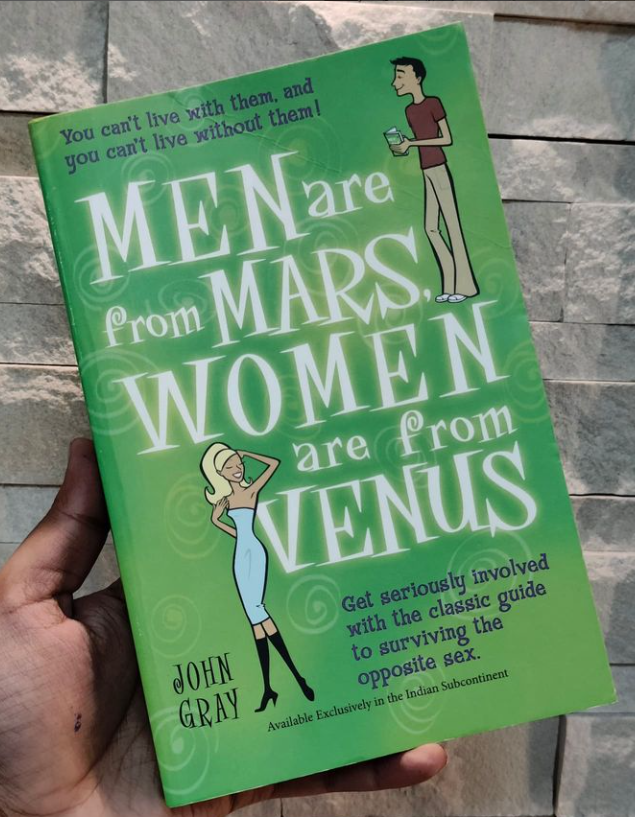 You can't live with them, and
you can't live without them!
MEN are
from MARS,
WOMEN
are from
VENUS
Get seriously involved
with the classic guide
to surviving the
opposite sex.
JOHN
GRAY
Available Exclusively in the Indian Subcontinent